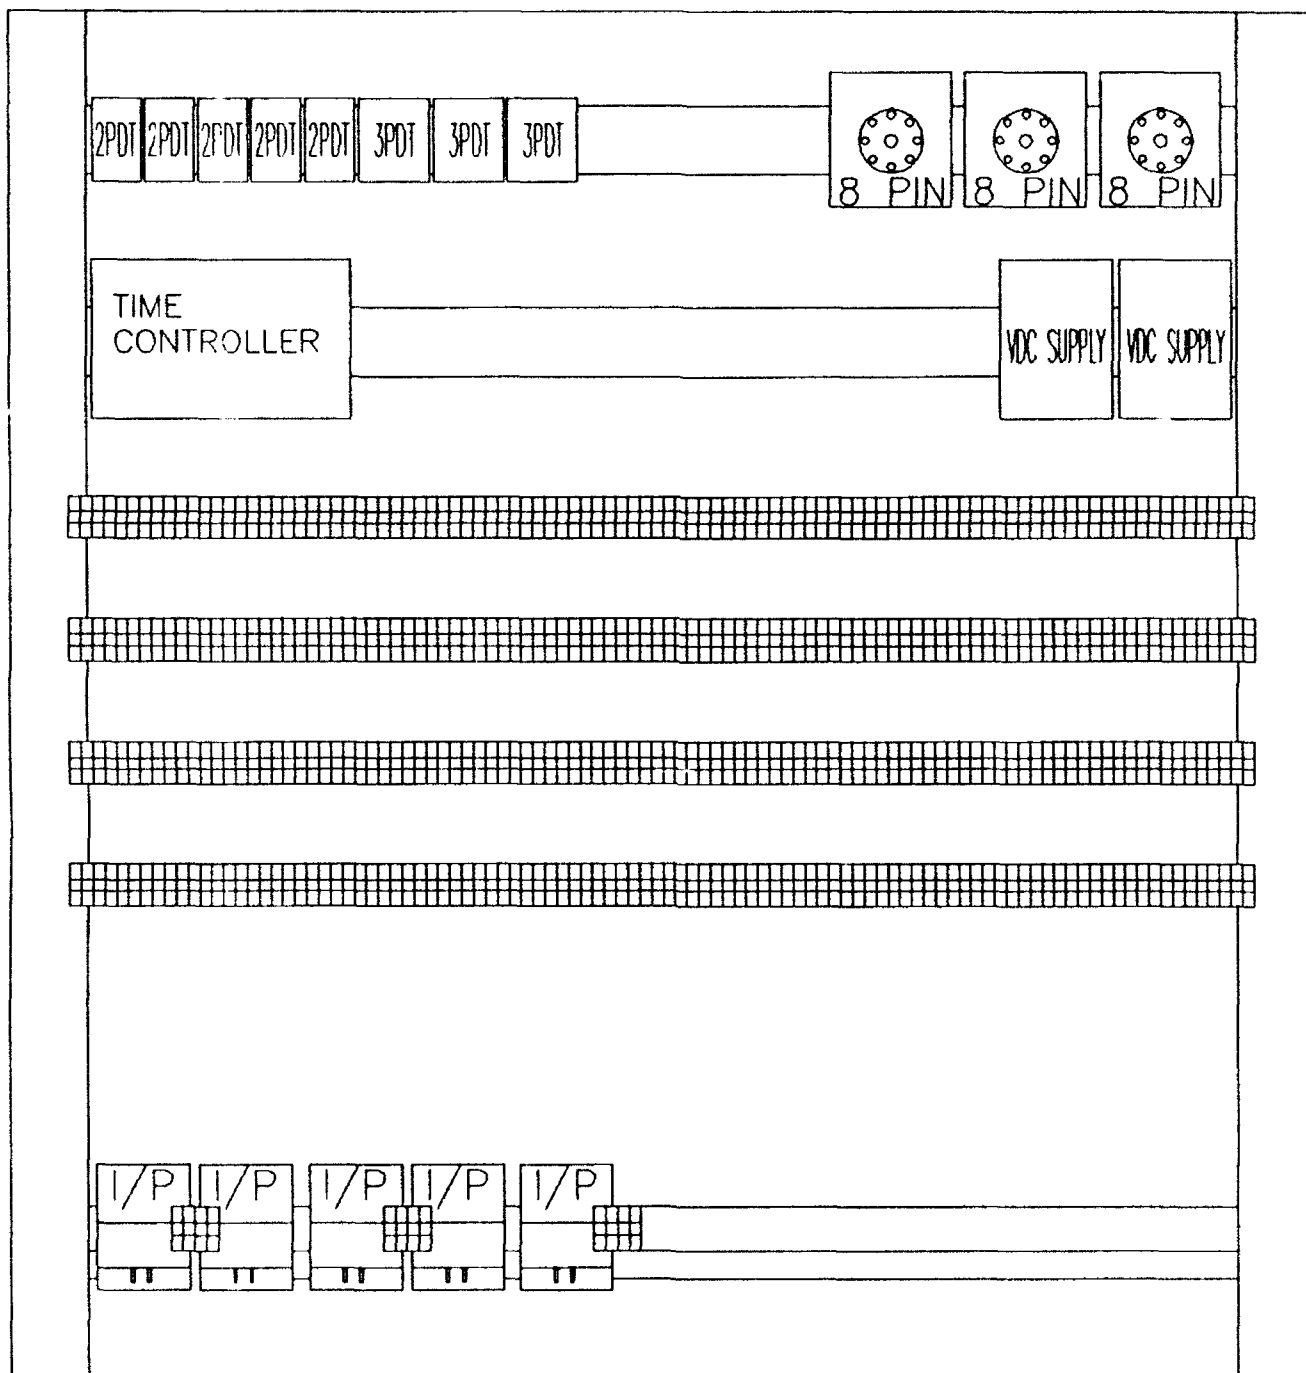 2PDT 2PDT 2PDT 2PDT 2PDT 3PDT 3PDT 3PDT
8 PIN 8 PIN 8 PIN
TIME
CONTROLLER
VDC SUPPLY VDC SUPPLY
I/P I/P I/P I/P I/P